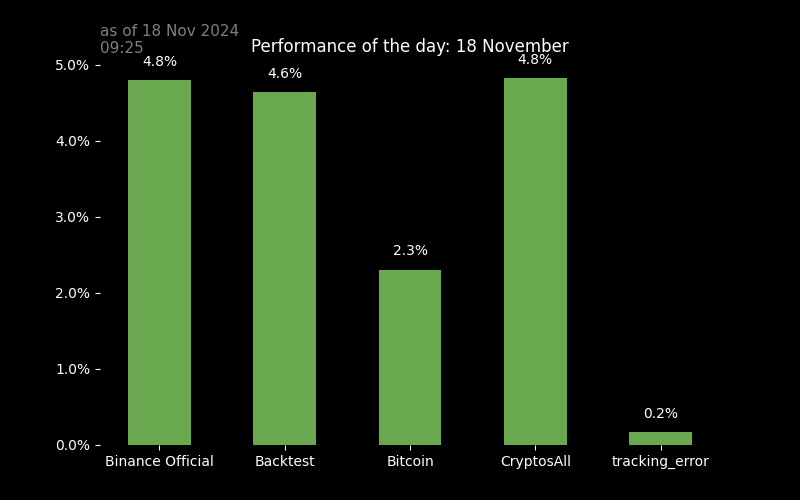 as of 18 Nov 2024
09:25
Performance of the day: 18 November
5.0%
4.0%
3.0%
2.0%
1.0%
0.0%
4.8%
4.6%
2.3%
4.8%
0.2%
Binance Official
Backtest
Bitcoin
CryptosAll
tracking_error